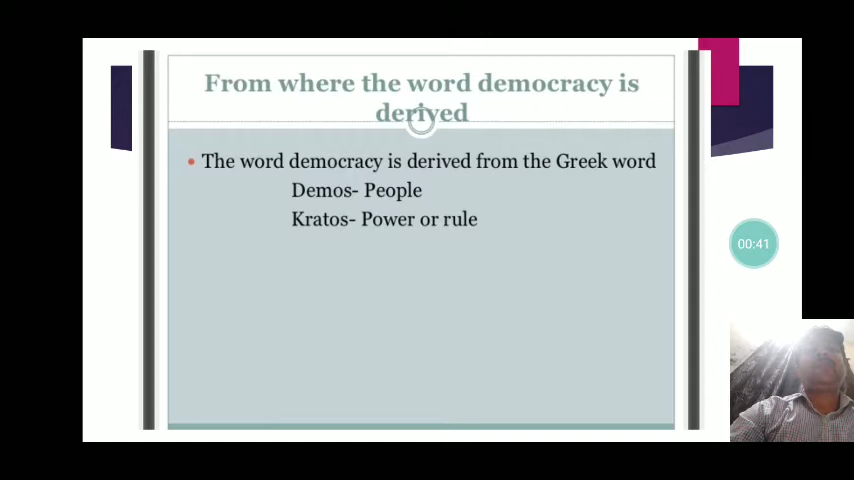 From where the word democracy is
derived
• The word democracy is derived from the Greek word
Demos- People
Kratos- Power or rule
00:41